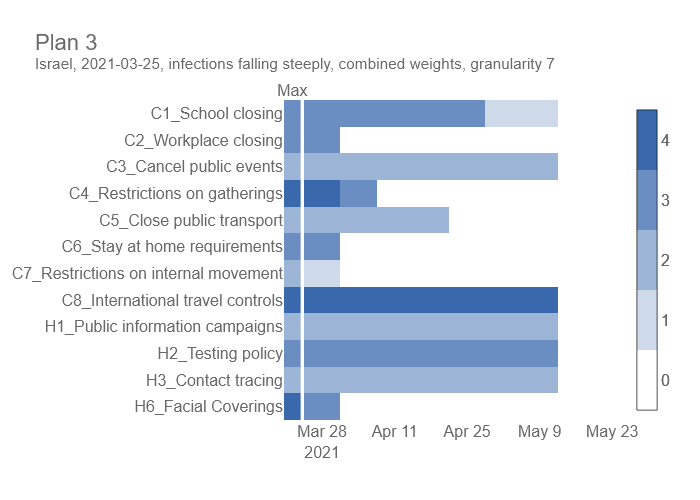 Plan 3
Israel, 2021-03-25, infections falling steeply, combined weights, granularity 7
Max
C1_School closing
C2_Workplace closing
C3_Cancel public events
C4_Restrictions on gatherings
C5_Close public transport
C6_Stay at home requirements
C7_Restrictions on internal movement
C8_International travel controls
H1_Public information campaigns
H2_Testing policy
H3_Contact tracing
H6_Facial Coverings
Mar 28 Apr 11 Apr 25 May 9 May 23
2021
4
3
2
1
0